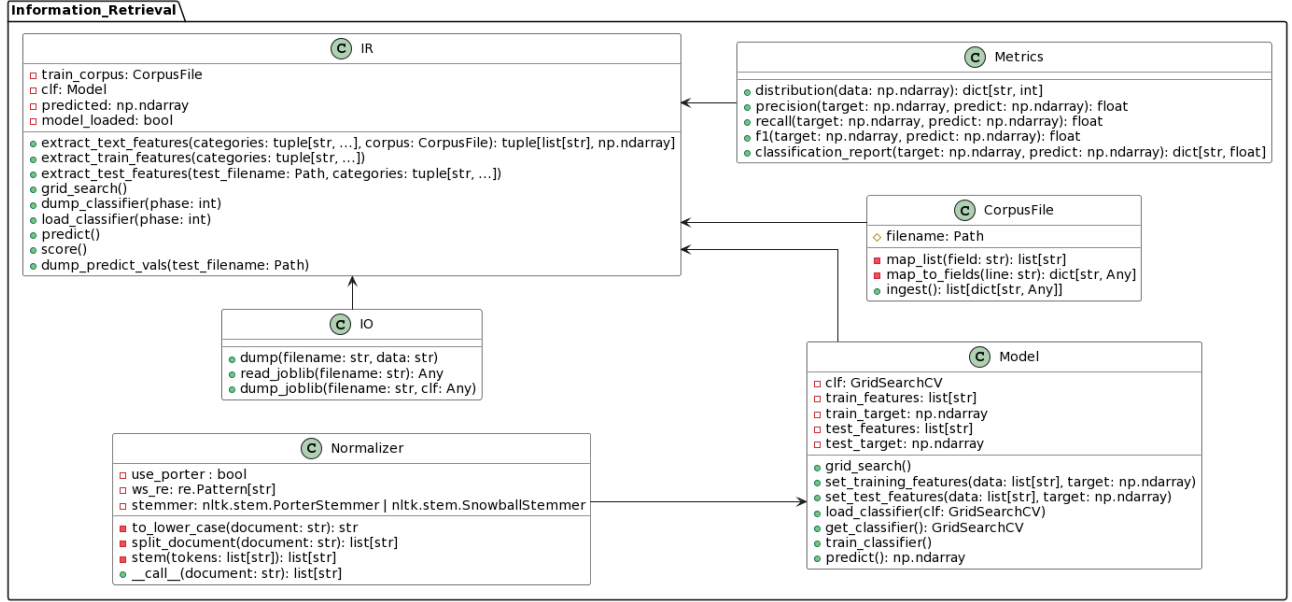 Information_Retrieval
C IR
train_corpus: CorpusFile
clf: Model
predicted: np.ndarray
model_loaded: bool
extract_text_features(categories: tuple[str, ...], corpus: CorpusFile): tuple[list[str], np.ndarray]
extract_train_features(categories: tuple[str, ...])
extract_test_features(test_filename: Path, categories: tuple[str, ...])
grid_search()
dump_classifier(phase: int)
load_classifier(phase: int)
predict()
score()
dump_predict_vals(test_filename: Path)
C Metrics
distribution(data: np.ndarray): dict[str, int]
precision(target: np.ndarray, predict: np.ndarray): float
recall(target: np.ndarray, predict: np.ndarray): float
f1(target: np.ndarray, predict: np.ndarray): float
classification_report(target: np.ndarray, predict: np.ndarray): dict[str, float]
C CorpusFile
filename: Path
map_list(field: str): list[str]
map_to_fields(line: str): dict[str, Any]
ingest(): list[dict[str, Any]]
C IO
dump(filename: str, data: str)
read_joblib(filename: str): Any
dump_joblib(filename: str, clf: Any)
C Model
clf: GridSearchCV
train_features: list[str]
train_target: np.ndarray
test_features: list[str]
test_target: np.ndarray
grid_search()
set_training_features(data: list[str], target: np.ndarray)
set_test_features(data: list[str], target: np.ndarray)
load_classifier(clf: GridSearchCV)
get_classifier(): GridSearchCV
train_classifier()
predict(): np.ndarray
C Normalizer
use_porter : bool
ws_re: re.Pattern[str]
stemmer: nltk.stem.PorterStemmer | nltk.stem.SnowballStemmer
to_lower_case(document: str): str
split_document(document: str): list[str]
stem(tokens: list[str]): list[str]
__call__(document: str): list[str]